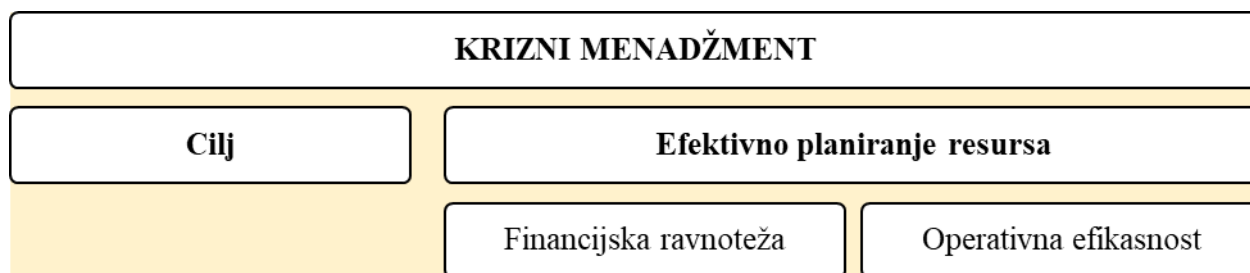 KRIZNI MENADŽMENT
Cilj
Efektivno planiranje resursa
Financijska ravnoteža
Operativna efikasnost